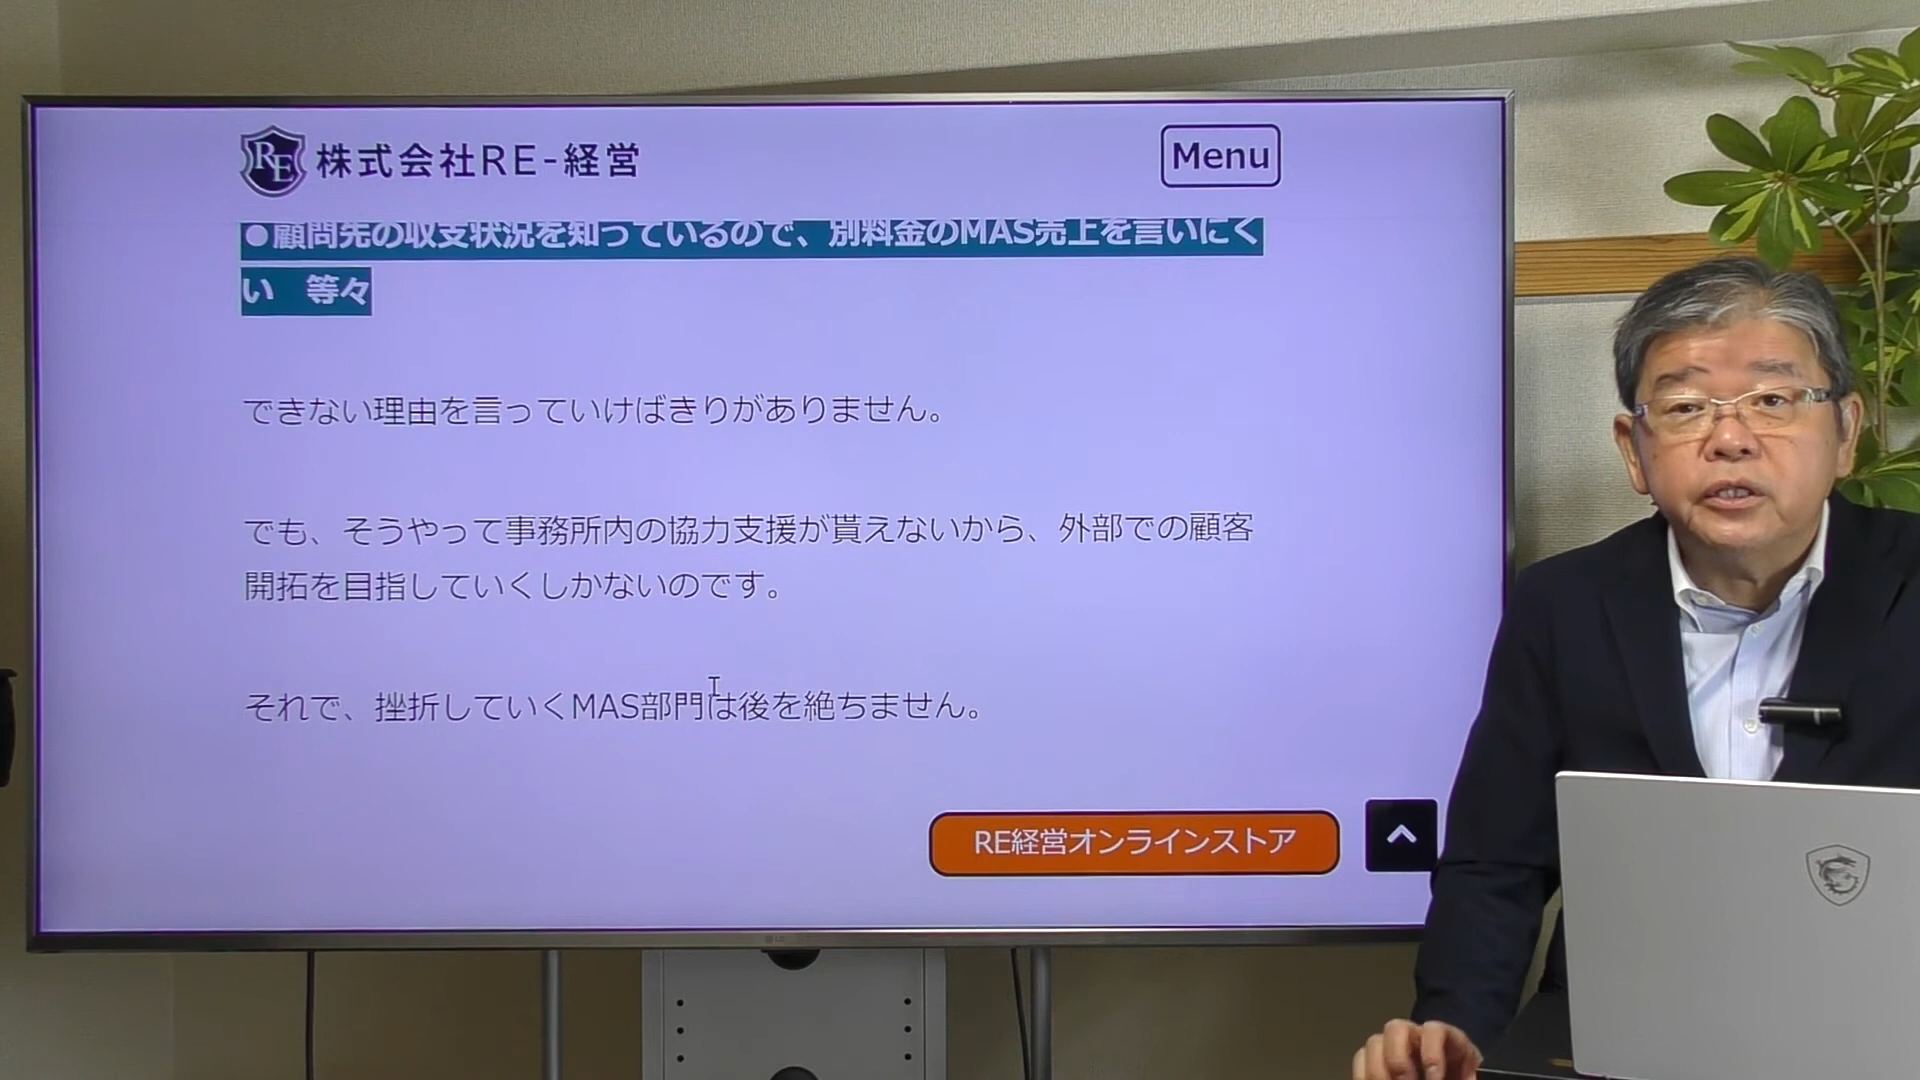 RE 株式会社RE-経営
Menu
●顧問先の収支状況を知っているので、別料金のMAS売上を言いにく
い 等々
できない理由を言っていけばきりがありません。
でも、そうやって事務所内の協力支援が貰えないから、外部での顧客
開拓を目指していくしかないのです。
それで、挫折していくMAS部門は後を絶ちません。
RE経営オンラインストア
LG